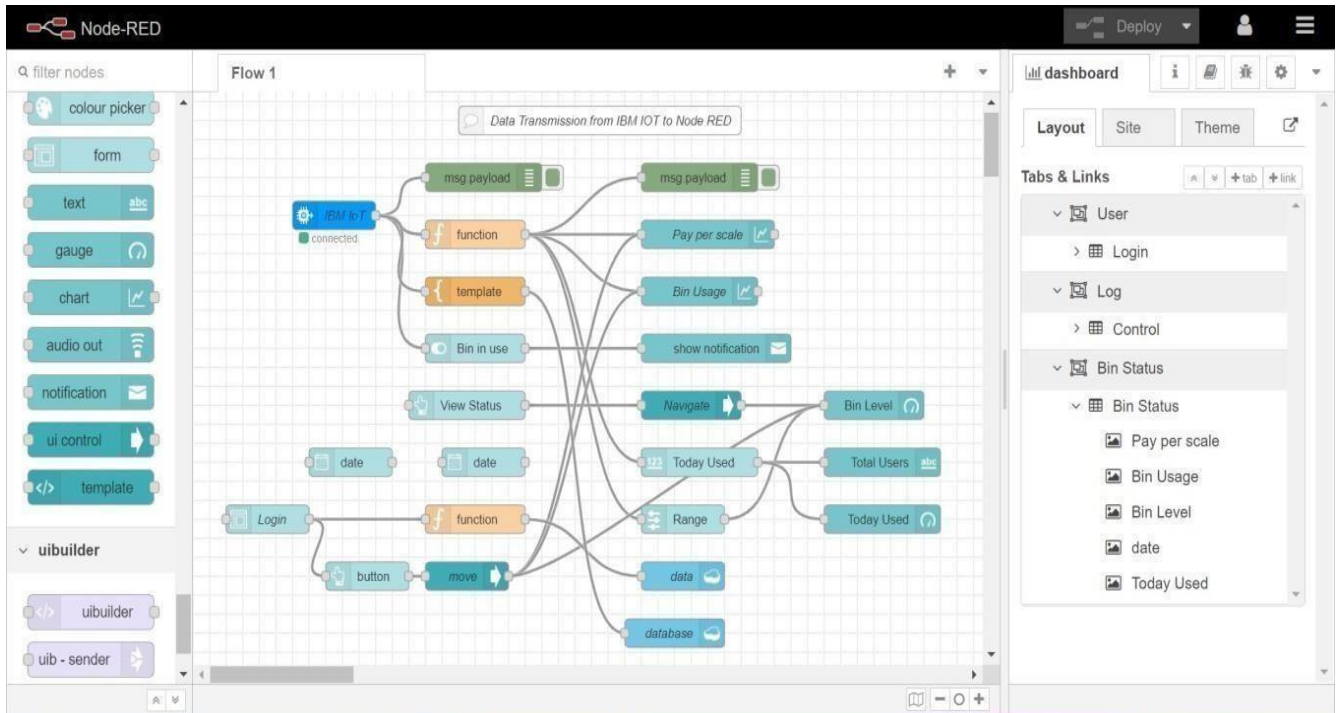 Node-RED
Deploy
filter nodes
colour picker
form
text
abc
gauge
chart
audio out
notification
ui control
template
uibuilder
uibuilder
uib - sender
Flow 1
Data Transmission from IBM IOT to Node RED
msg.payload
msg.payload
IBM IoT
connected
function
Pay per scale
template
Bin Usage
Bin in use
show notification
View Status
Navigate
Bin Level
date
date
123
Today Used
Total Users
abc
Login
function
Range
Today Used
button
move
data
database
dashboard
i
Layout
Site
Theme
Tabs & Links
+ tab
+ link
User
Login
Log
Control
Bin Status
Bin Status
Pay per scale
Bin Usage
Bin Level
date
Today Used